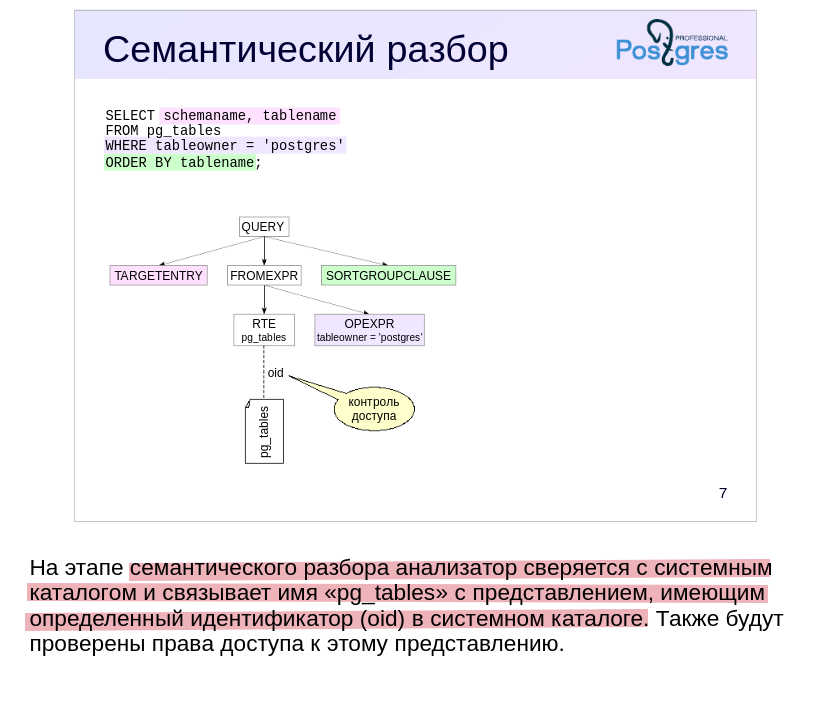 Семантический разбор
PROFESSIONAL
Postgres
SELECT schemaname, tablename
FROM pg_tables
WHERE tableowner = 'postgres'
ORDER BY tablename;
QUERY
TARGETENTRY
FROMEXPR
SORTGROUPCLAUSE
RTE
pg_tables
OPEXPR
tableowner = 'postgres'
oid
контроль
доступа
pg_tables
7
На этапе семантического разбора анализатор сверяется с системным
каталогом и связывает имя «pg_tables» с представлением, имеющим
определенный идентификатор (oid) в системном каталоге. Также будут
проверены права доступа к этому представлению.